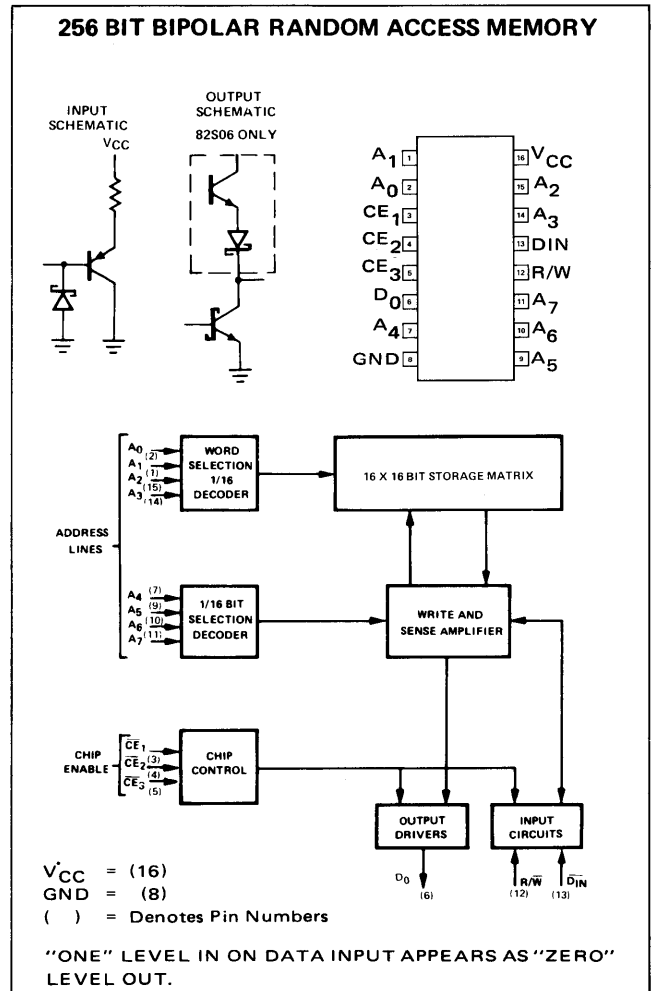 256 BIT BIPOLAR RANDOM ACCESS MEMORY
INPUT
SCHEMATIC
VCC
OUTPUT
SCHEMATIC
82S06 ONLY
A1 1
A0 2
CE1 3
CE2 4
CE3 5
D0 6
A4 7
GND 8
16 VCC
15 A2
14 A3
13 DIN
12 R/W
11 A7
10 A6
9 A5
ADDRESS
LINES
A0 (2)
A1 (1)
A2 (15)
A3 (14)
WORD
SELECTION
1/16
DECODER
16 X 16 BIT STORAGE MATRIX
A4 (7)
A5 (9)
A6 (10)
A7 (11)
1/16 BIT
SELECTION
DECODER
WRITE AND
SENSE AMPLIFIER
CHIP
ENABLE
C̅E̅1 (3)
C̅E̅2 (4)
C̅E̅3 (5)
CHIP
CONTROL
OUTPUT
DRIVERS
INPUT
CIRCUITS
D0
(6)
R/W̅
(12)
D̅I̅N̅
(13)
VCC = (16)
GND = (8)
( ) = Denotes Pin Numbers
"ONE" LEVEL IN ON DATA INPUT APPEARS AS "ZERO"
LEVEL OUT.